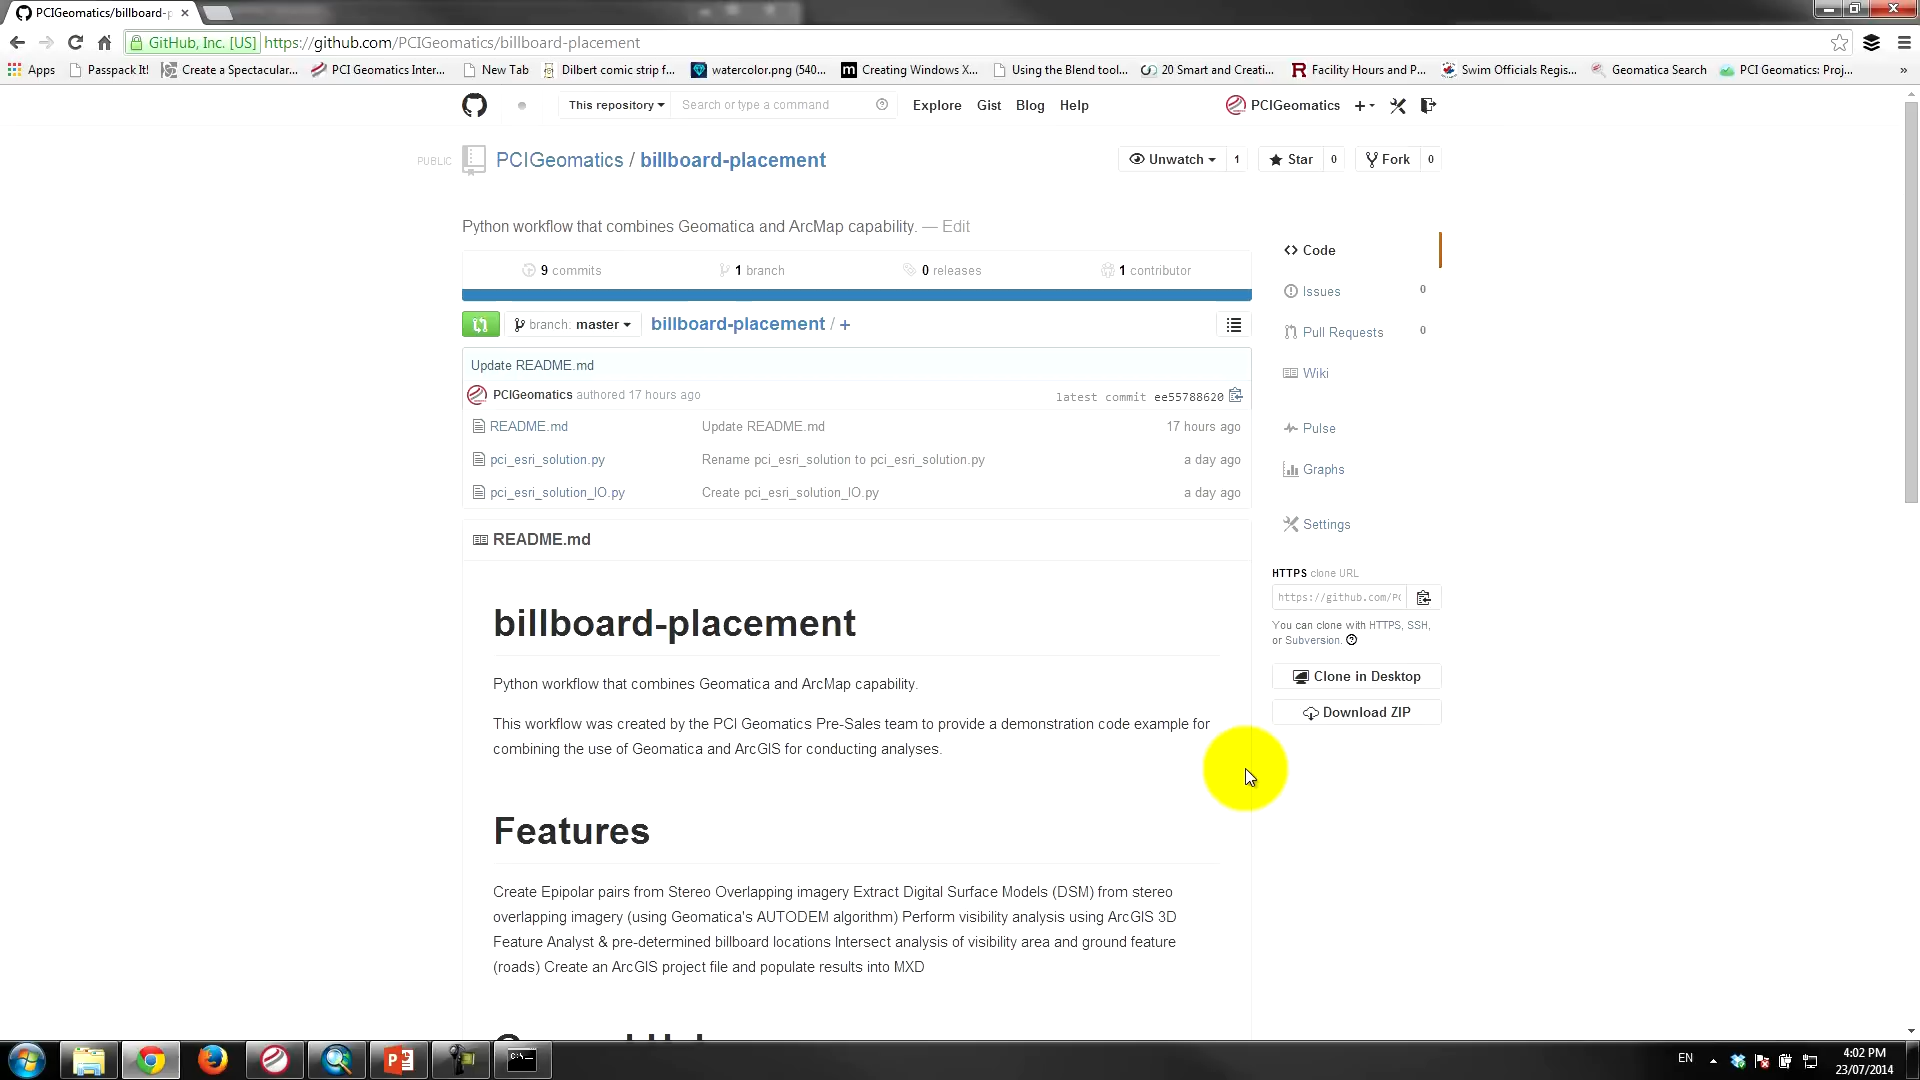 PCIGeomatics/billboard-p
GitHub, Inc. [US] https://github.com/PCIGeomatics/billboard-placement
Apps Passpack It! Create a Spectacular... PCI Geomatics Inter... New Tab Dilbert comic strip f... watercolor.png (540... Creating Windows X... Using the Blend tool... 20 Smart and Creati... Facility Hours and P... Swim Officials Regis... Geomatica Search PCI Geomatics: Proj... »
This repository Search or type a command Explore Gist Blog Help PCIGeomatics +
PUBLIC PCIGeomatics / billboard-placement Unwatch 1 Star 0 Fork 0
Python workflow that combines Geomatica and ArcMap capability. — Edit
9 commits 1 branch 0 releases 1 contributor
branch: master billboard-placement / +
Update README.md
PCIGeomatics authored 17 hours ago latest commit ee55788620
README.md Update README.md 17 hours ago
pci_esri_solution.py Rename pci_esri_solution to pci_esri_solution.py a day ago
pci_esri_solution_IO.py Create pci_esri_solution_IO.py a day ago
README.md
billboard-placement
Python workflow that combines Geomatica and ArcMap capability.
This workflow was created by the PCI Geomatics Pre-Sales team to provide a demonstration code example for
combining the use of Geomatica and ArcGIS for conducting analyses.
Features
Create Epipolar pairs from Stereo Overlapping imagery Extract Digital Surface Models (DSM) from stereo
overlapping imagery (using Geomatica's AUTODEM algorithm) Perform visibility analysis using ArcGIS 3D
Feature Analyst & pre-determined billboard locations Intersect analysis of visibility area and ground feature
(roads) Create an ArcGIS project file and populate results into MXD
Code
Issues 0
Pull Requests 0
Wiki
Pulse
Graphs
Settings
HTTPS clone URL
https://github.com/PC
You can clone with HTTPS, SSH,
or Subversion.
Clone in Desktop
Download ZIP
EN
4:02 PM
23/07/2014